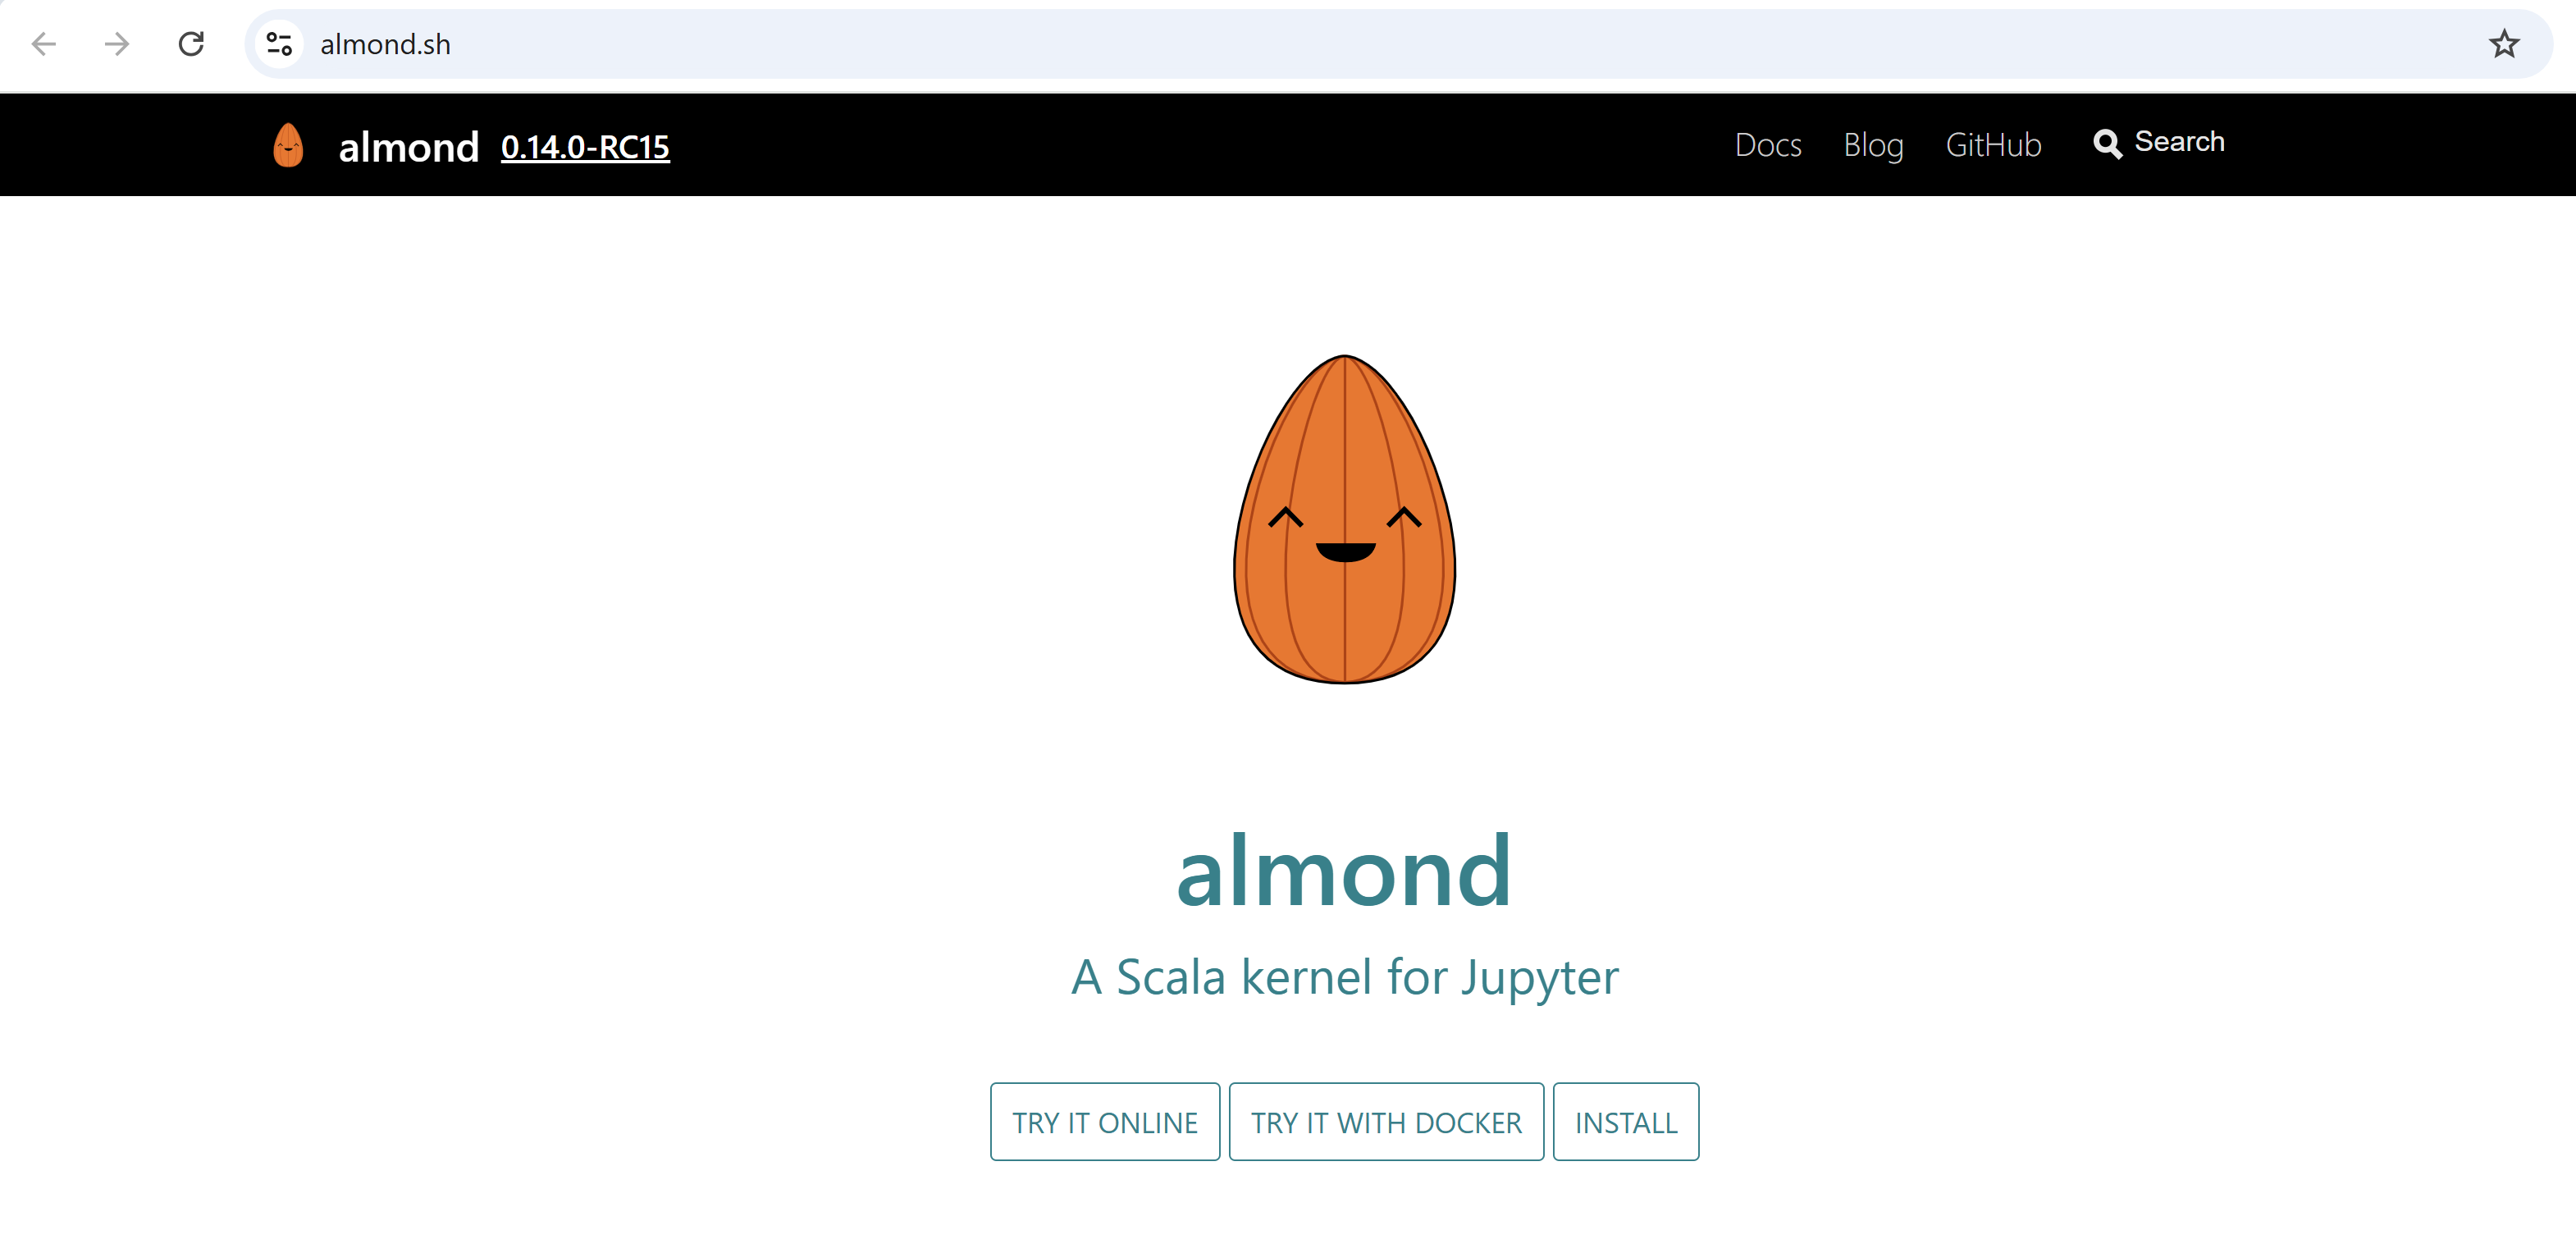 almond.sh
almond 0.14.0-RC15 Docs Blog GitHub Search
almond
A Scala kernel for Jupyter
TRY IT ONLINE TRY IT WITH DOCKER INSTALL